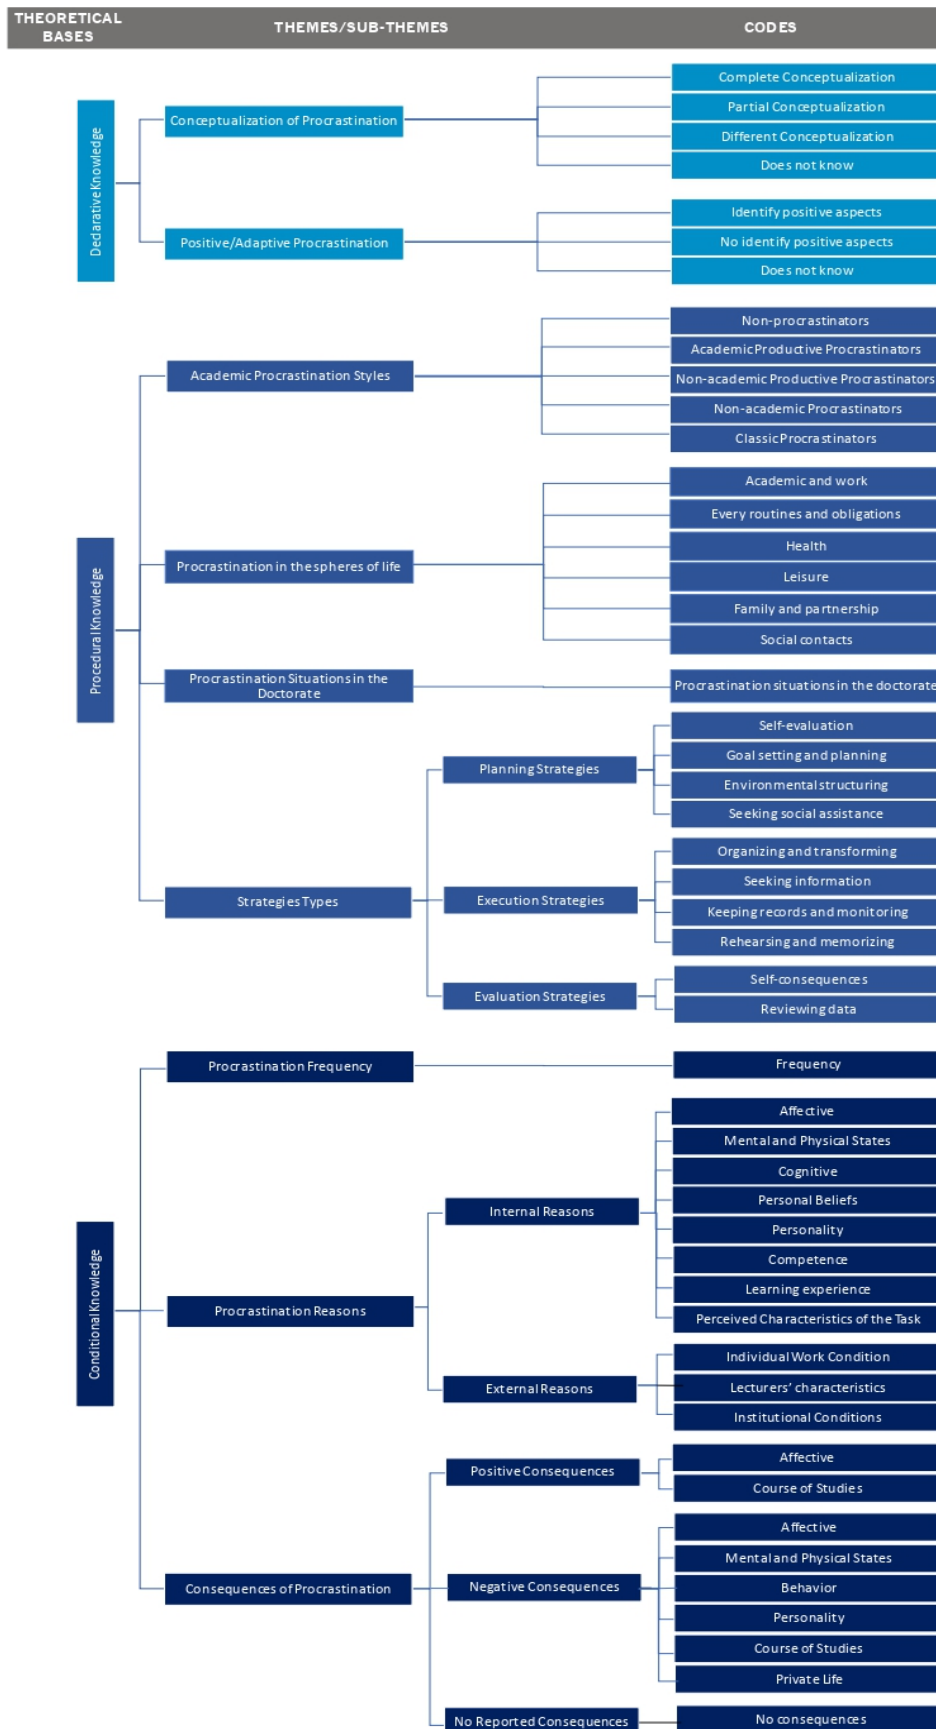 THEORETICAL
BASES
THEMES/SUB-THEMES
CODES
Declarative Knowledge
Conceptualization of Procrastination
Complete Conceptualization
Partial Conceptualization
Different Conceptualization
Does not know
Positive/Adaptive Procrastination
Identify positive aspects
No identify positive aspects
Does not know
Procedural Knowledge
Academic Procrastination Styles
Non-procrastinators
Academic Productive Procrastinators
Non-academic Productive Procrastinators
Non-academic Procrastinators
Classic Procrastinators
Procrastination in the spheres of life
Academic and work
Every routines and obligations
Health
Leisure
Family and partnership
Social contacts
Procrastination Situations in the
Doctorate
Procrastination situations in the doctorate
Strategies Types
Planning Strategies
Self-evaluation
Goal setting and planning
Environmental structuring
Seeking social assistance
Execution Strategies
Organizing and transforming
Seeking information
Keeping records and monitoring
Rehearsing and memorizing
Evaluation Strategies
Self-consequences
Reviewing data
Conditional Knowledge
Procrastination Frequency
Frequency
Procrastination Reasons
Internal Reasons
Affective
Mental and Physical States
Cognitive
Personal Beliefs
Personality
Competence
Learning experience
Perceived Characteristics of the Task
External Reasons
Individual Work Condition
Lecturers' characteristics
Institutional Conditions
Consequences of Procrastination
Positive Consequences
Affective
Course of Studies
Negative Consequences
Affective
Mental and Physical States
Behavior
Personality
Course of Studies
Private Life
No Reported Consequences
No consequences